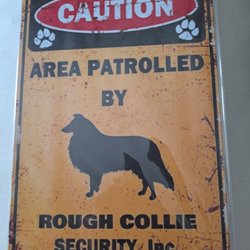 CAUTION
AREA PATROLLED
BY
ROUGH COLLIE
SECURITY, Inc